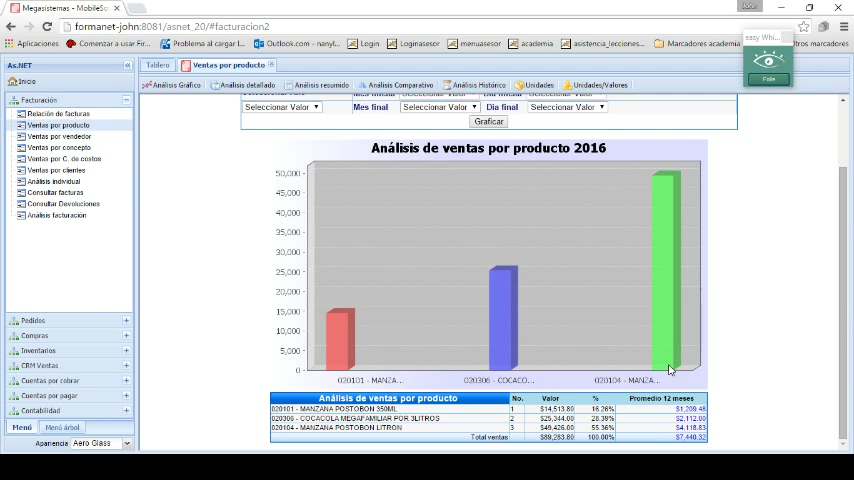 Megasistemas - MobileSo
John
formanet-john:8081/asnet_20/#facturacion2
easy Whi...
Aplicaciones
Comenzar a usar Fir...
Problema al cargar l...
Outlook.com - nanyl...
Login
Loginasesor
menuasesor
academia
asistencia_lecciones...
Marcadores academia
Otros marcadores
As.NET
Tablero
Ventas por producto
Inicio
Análisis Gráfico
Análisis detallado
Análisis resumido
Análisis Comparativo
Análisis Histórico
Unidades
Unidades/Valores
Facturación
Relación de facturas
Ventas por producto
Ventas por vendedor
Ventas por concepto
Ventas por C. de costos
Ventas por clientes
Análisis individual
Consultar facturas
Consultar Devoluciones
Análisis facturación
Seleccionar Valor
Mes final
Seleccionar Valor
Dia final
Seleccionar Valor
Graficar
Análisis de ventas por producto 2016
50,000
45,000
40,000
35,000
30,000
25,000
20,000
15,000
10,000
5,000
0
020101 - MANZA...
020306 - COCACO...
020104 - MANZA...
Análisis de ventas por producto No. Valor % Promedio 12 meses
020101 - MANZANA POSTOBON 350ML 1 $14,513.80 16.26% $1,209.48
020306 - COCACOLA MEGAFAMILIAR POR 3LITROS 2 $25,344.00 28.39% $2,112.00
020104 - MANZANA POSTOBON LITRON 3 $49,426.00 55.36% $4,118.83
Total ventas $89,283.80 100.00% $7,440.32
Pedidos
Compras
Inventarios
CRM Ventas
Cuentas por cobrar
Cuentas por pagar
Contabilidad
Menú
Menú árbol
Apariencia
Aero Glass